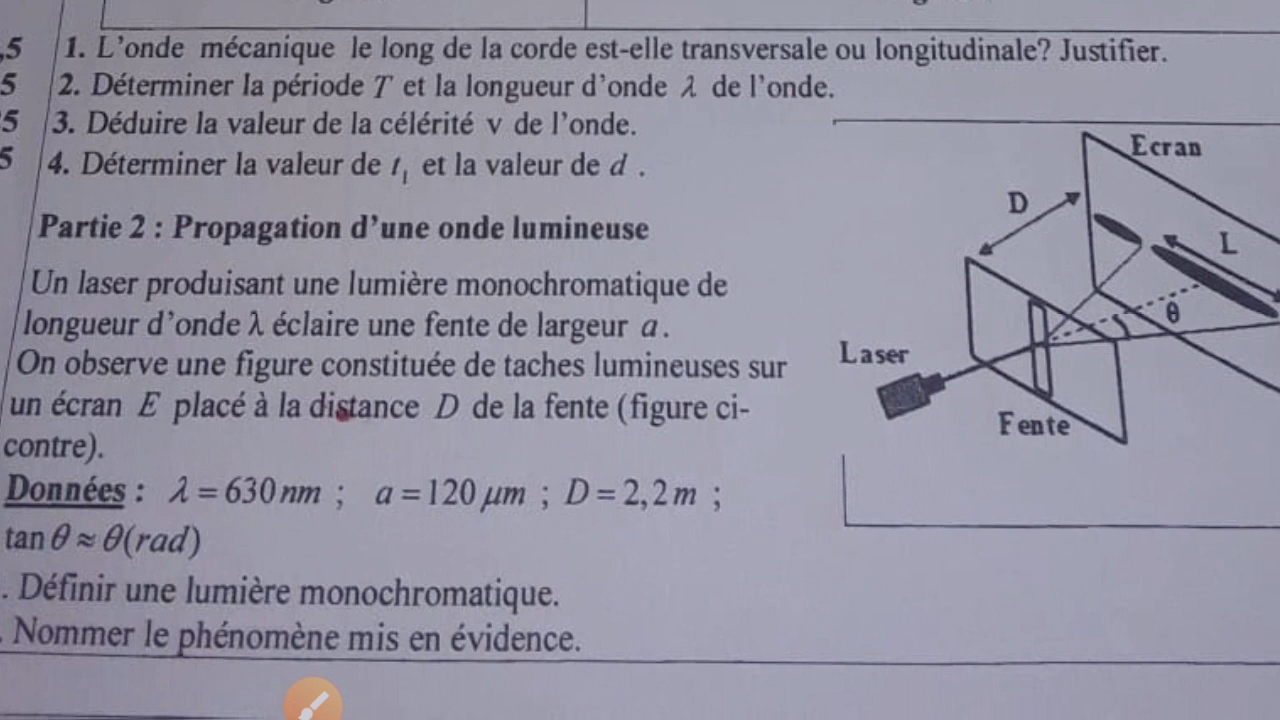 ,5 1. L'onde mécanique le long de la corde est-elle transversale ou longitudinale? Justifier.
5 2. Déterminer la période T et la longueur d'onde λ de l'onde.
5 3. Déduire la valeur de la célérité v de l'onde.
5 4. Déterminer la valeur de t₁ et la valeur de d .
Partie 2 : Propagation d'une onde lumineuse
Un laser produisant une lumière monochromatique de
longueur d'onde λ éclaire une fente de largeur a.
On observe une figure constituée de taches lumineuses sur
un écran E placé à la distance D de la fente (figure ci-
contre).
Données : λ = 630 nm ; a = 120 μm ; D = 2,2 m ;
tan θ ≈ θ(rad)
. Définir une lumière monochromatique.
. Nommer le phénomène mis en évidence.
Ecran
D
L
θ
Laser
Fente